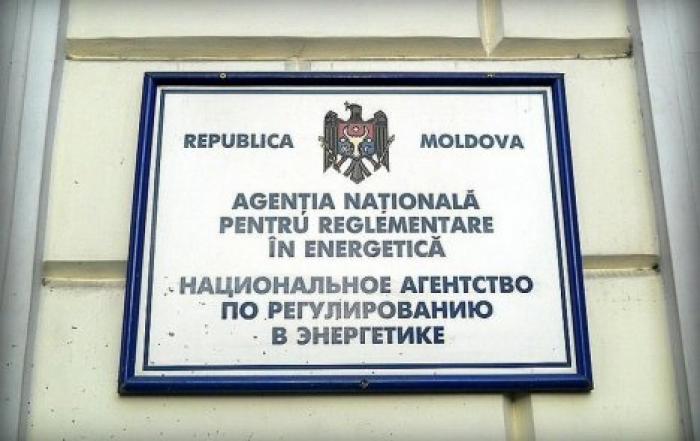 REPUBLICA MOLDOVA
AGENȚIA NAȚIONALĂ
PENTRU REGLEMENTARE
ÎN ENERGETICĂ
НАЦИОНАЛЬНОЕ АГЕНТСТВО
ПО РЕГУЛИРОВАНИЮ
В ЭНЕРГЕТИКЕ